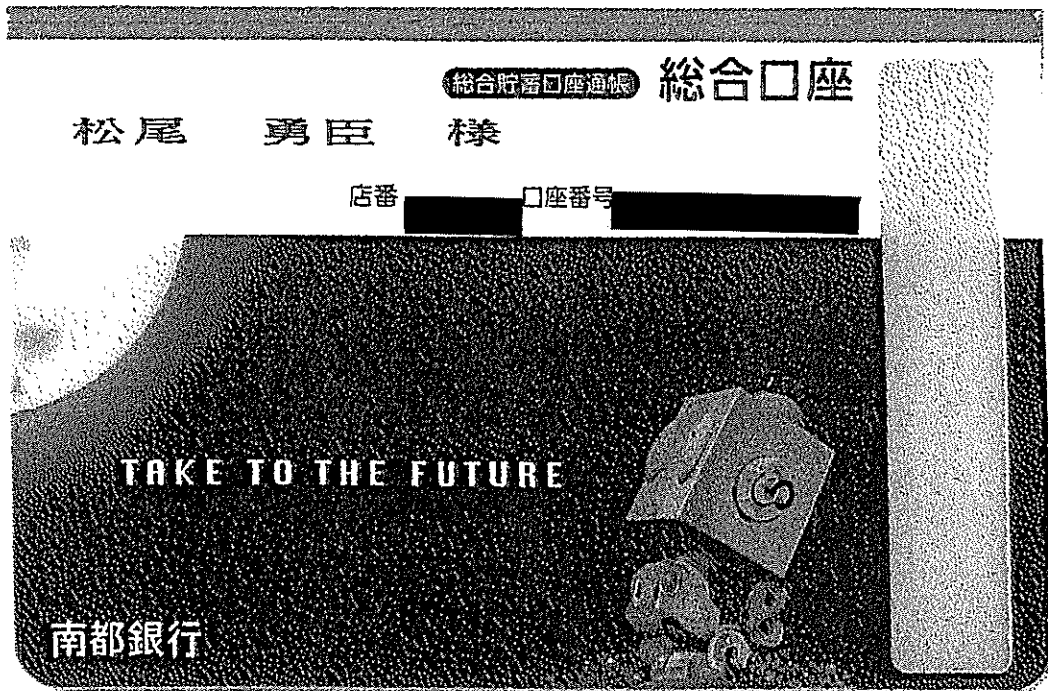 総合貯蓄口座通帳 総合口座
松尾 勇臣 様
店番 口座番号
TAKE TO THE FUTURE
南都銀行